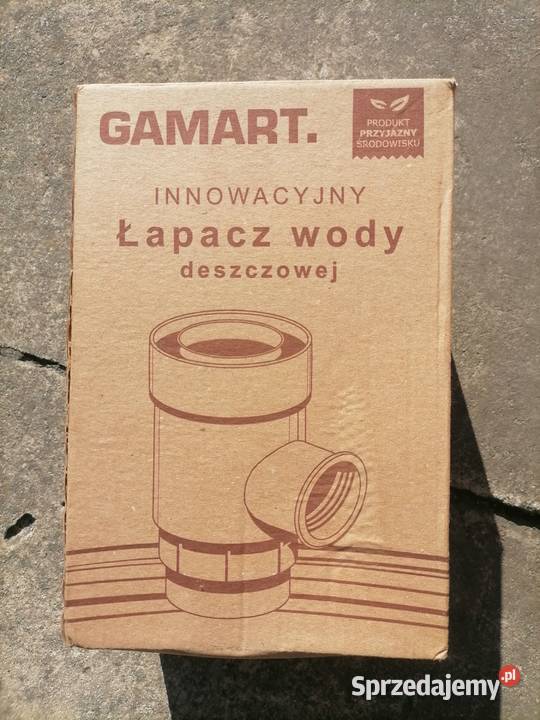 GAMART.
PRODUKT
PRZYJAZNY
ŚRODOWISKU
INNOWACYJNY
Łapacz wody
deszczowej
Sprzedajemy.pl